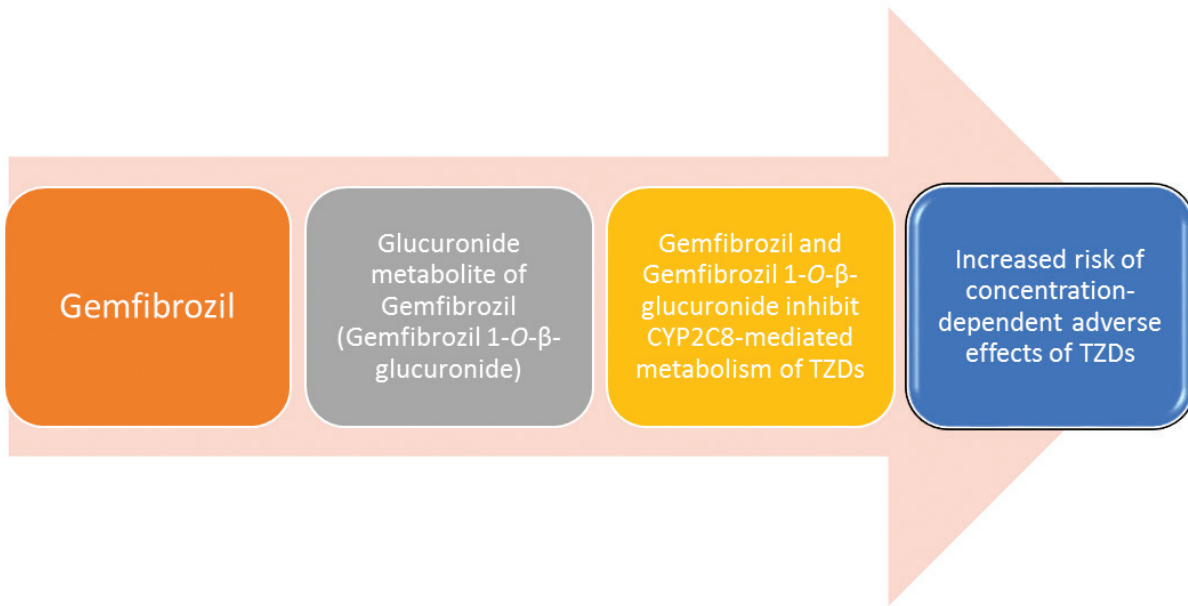 Gemfibrozil
Glucuronide
metabolite of
Gemfibrozil
(Gemfibrozil 1-O-β-
glucuronide)
Gemfibrozil and
Gemfibrozil 1-O-β-
glucuronide inhibit
CYP2C8-mediated
metabolism of TZDs
Increased risk of
concentration-
dependent adverse
effects of TZDs